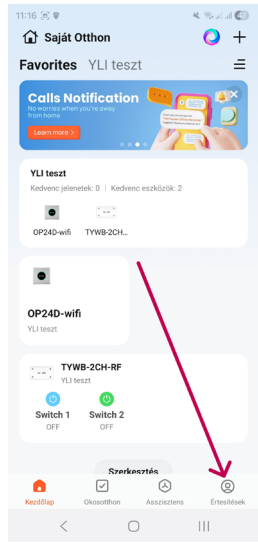 11:16
Saját Otthon
Favorites YLI teszt
Calls Notification
No worries when you're away
from home
Learn more >
YLI teszt
Kedvenc jelenetek: 0 | Kedvenc eszközök: 2
OP24D-wifi TYWB-2CH...
OP24D-wifi
YLI teszt
TYWB-2CH-RF
YLI teszt
Switch 1 Switch 2
OFF OFF
Szerkesztés
Kezdőlap Okosotthon Asszisztens Értesítések